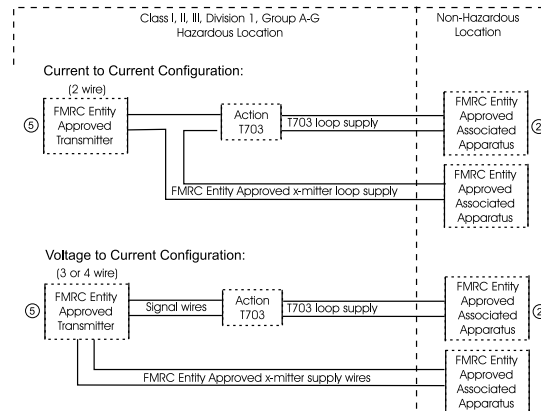 Class I, II, III, Division 1, Group A-G
Hazardous Location
Non-Hazardous
Location
Current to Current Configuration:
(2 wire)
5
FMRC Entity
Approved
Transmitter
Action
T703
T703 loop supply
FMRC Entity
Approved
Associated
Apparatus
2
FMRC Entity Approved x-mitter loop supply
FMRC Entity
Approved
Associated
Apparatus
Voltage to Current Configuration:
(3 or 4 wire)
5
FMRC Entity
Approved
Transmitter
Signal wires
Action
T703
T703 loop supply
FMRC Entity
Approved
Associated
Apparatus
2
FMRC Entity Approved x-mitter supply wires
FMRC Entity
Approved
Associated
Apparatus